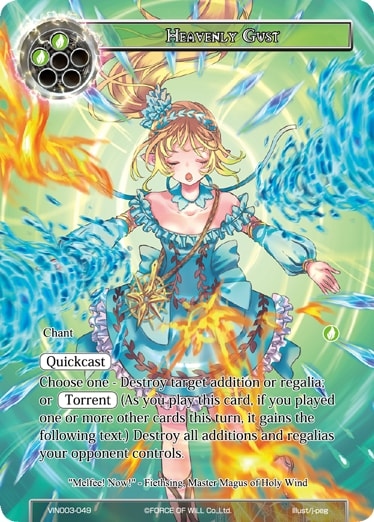 Heavenly Gust
Chant
Quickcast
Choose one - Destroy target addition or regalia;
or Torrent (As you play this card, if you played
one or more other cards this turn, it gains the
following text.) Destroy all additions and regalias
your opponent controls.
"Melfee! Now!" - Fiethsing, Master Magus of Holy Wind
VIN003-049 ©FORCE OF WILL Co.,Ltd. Illust/j-peg